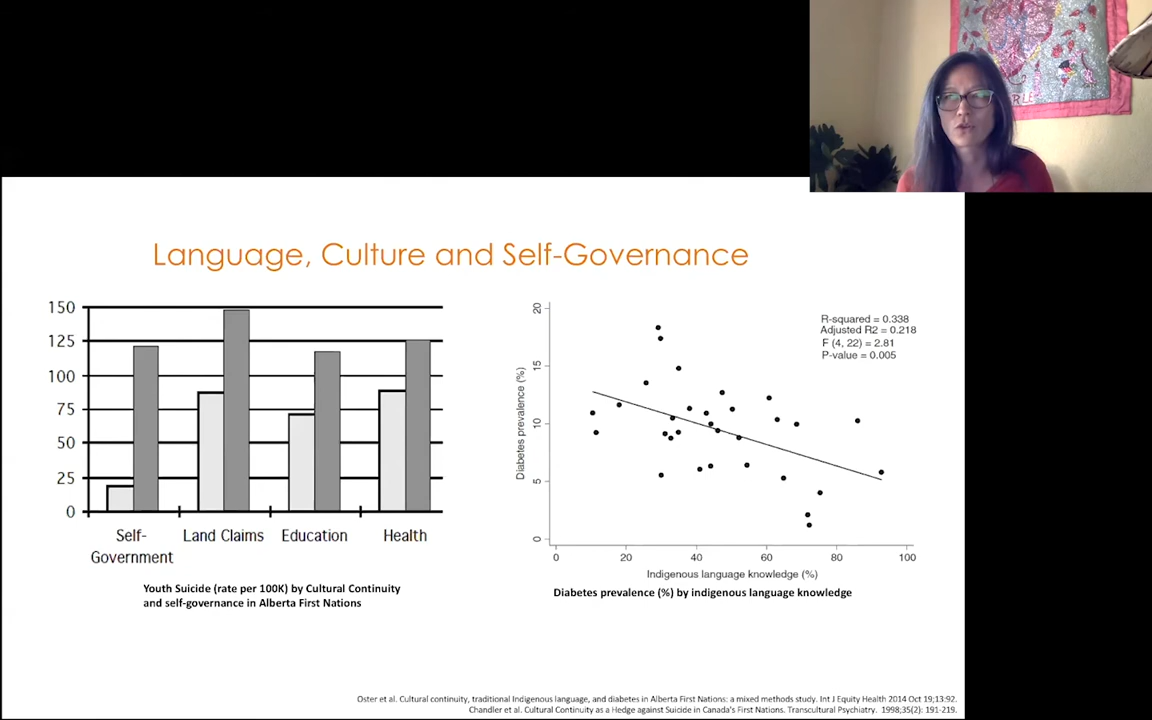 Language, Culture and Self-Governance
150
125
100
75
50
25
0
Self-
Government
Land Claims
Education
Health
Youth Suicide (rate per 100K) by Cultural Continuity
and self-governance in Alberta First Nations
R-squared = 0.338
Adjusted R2 = 0.218
F (4, 22) = 2.81
P-value = 0.005
Diabetes prevalence (%)
20
15
10
5
0
0 20 40 60 80 100
Indigenous language knowledge (%)
Diabetes prevalence (%) by indigenous language knowledge
Oster et al. Cultural continuity, traditional Indigenous language, and diabetes in Alberta First Nations: a mixed methods study. Int J Equity Health 2014 Oct 19;13:92.
Chandler et al. Cultural Continuity as a Hedge against Suicide in Canada's First Nations. Transcultural Psychiatry. 1998;35(2): 191-219.